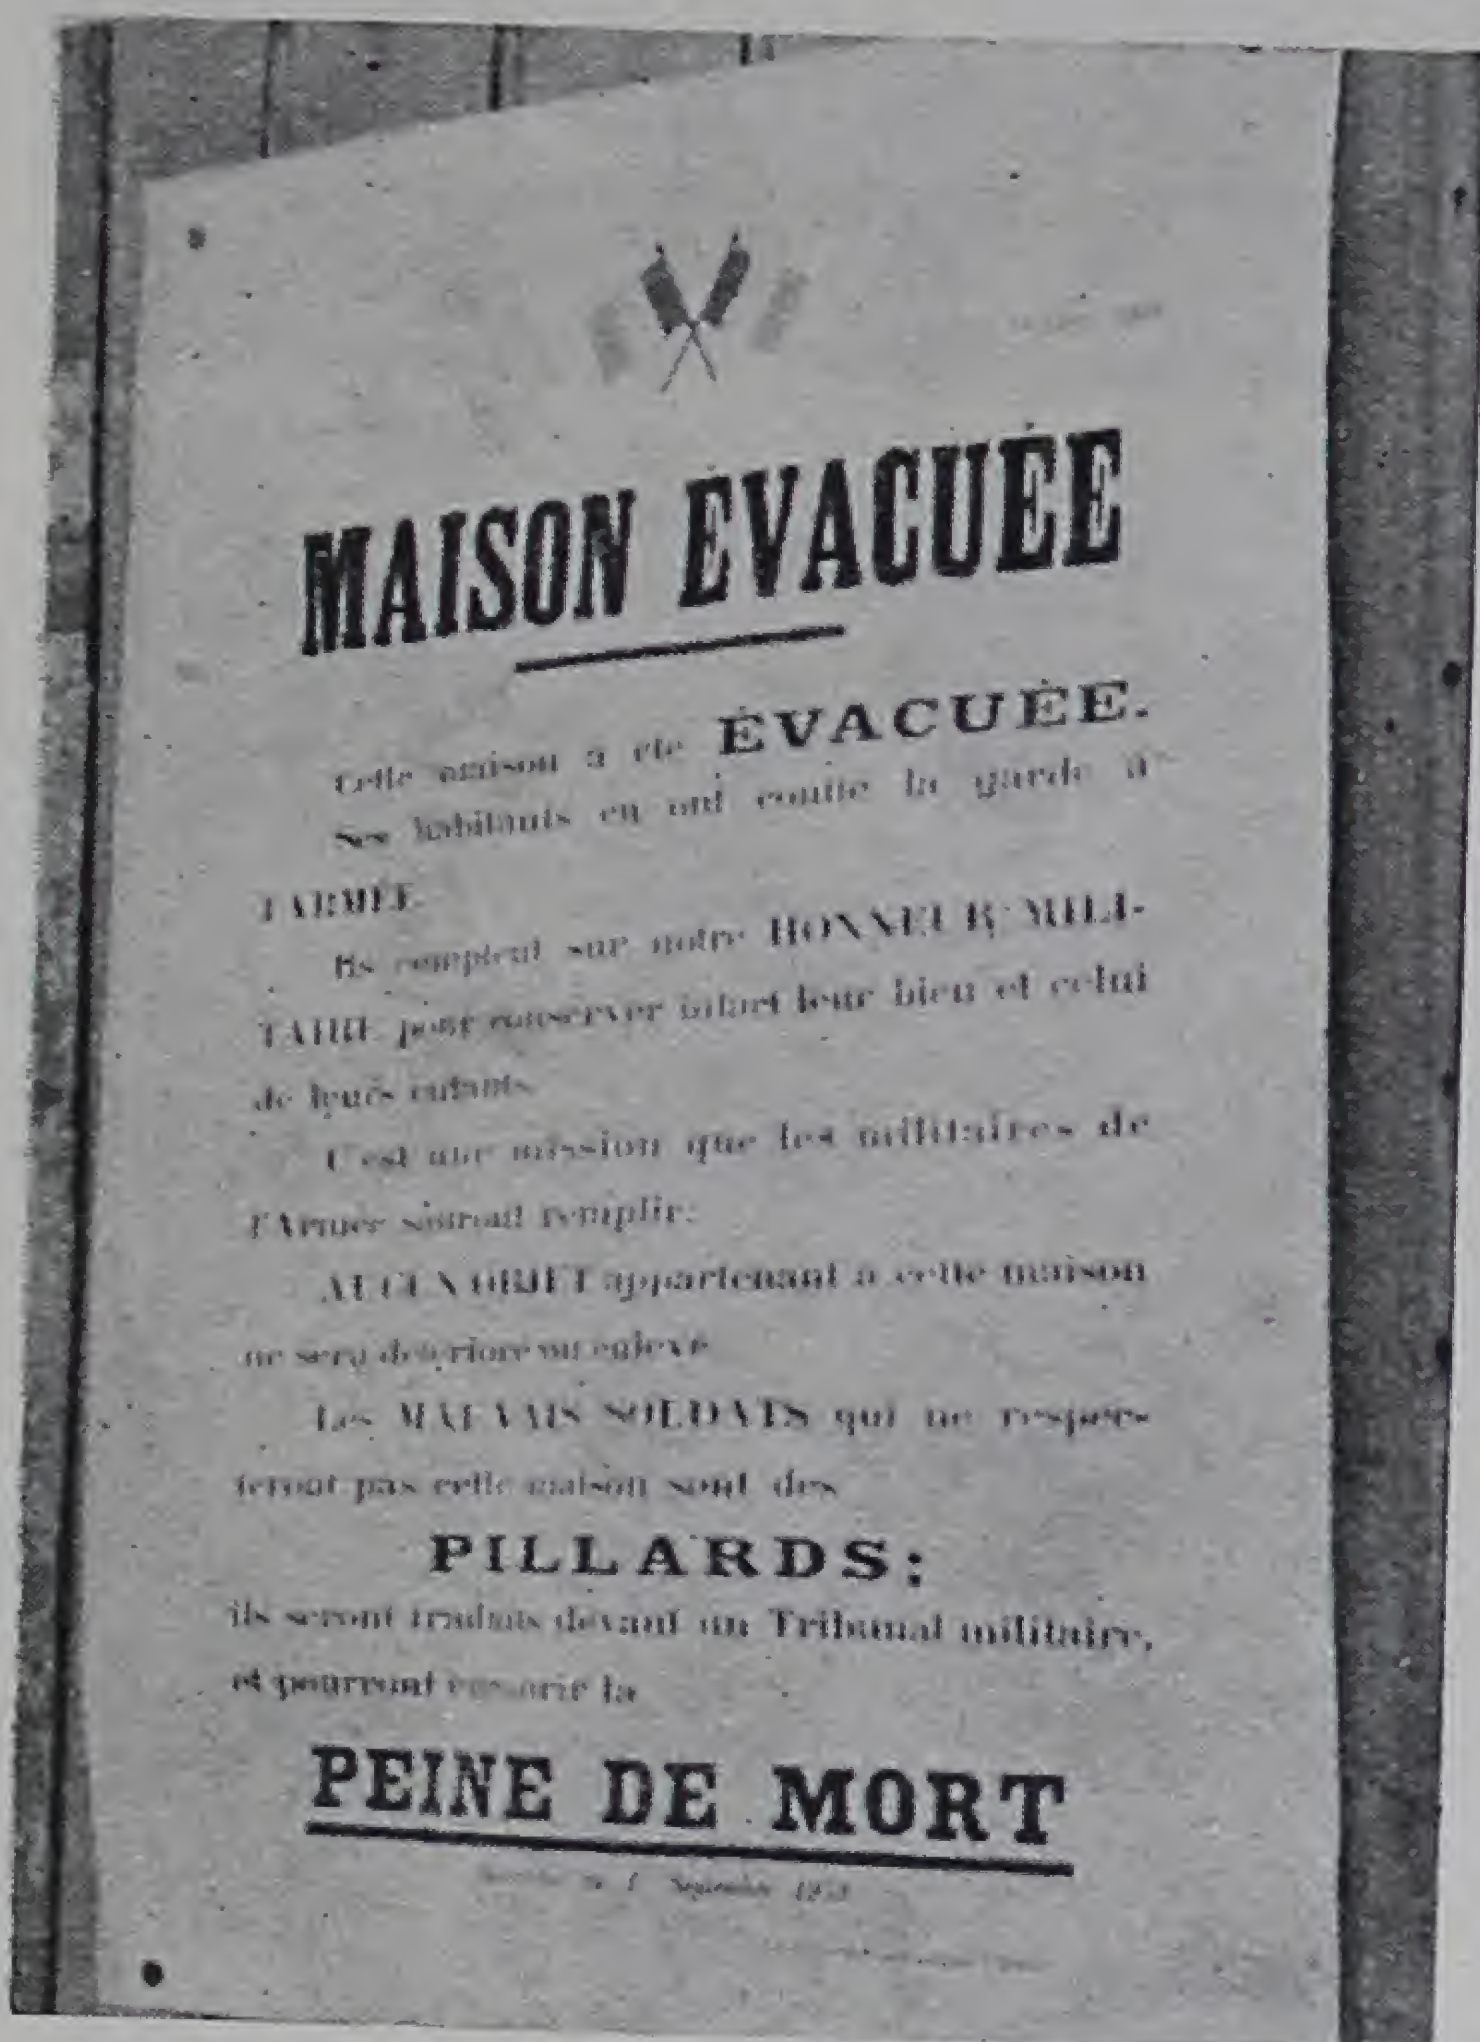 MAISON ÉVACUÉE
Cette maison a été ÉVACUÉE.
Ses habitants en ont confié la garde à
l'ARMÉE.
Ils comptent sur notre HONNEUR MILI-
TAIRE pour conserver intact leur bien et celui
de leurs enfants.
C'est une mission que les militaires de
l'Armée sauront remplir:
AUCUN OBJET appartenant à cette maison
ne sera détérioré ou enlevé.
Les MAUVAIS SOLDATS qui ne respec-
teront pas cette maison sont des
PILLARDS:
ils seront traduits devant un Tribunal militaire,
et pourront encourir la
PEINE DE MORT
Septembre